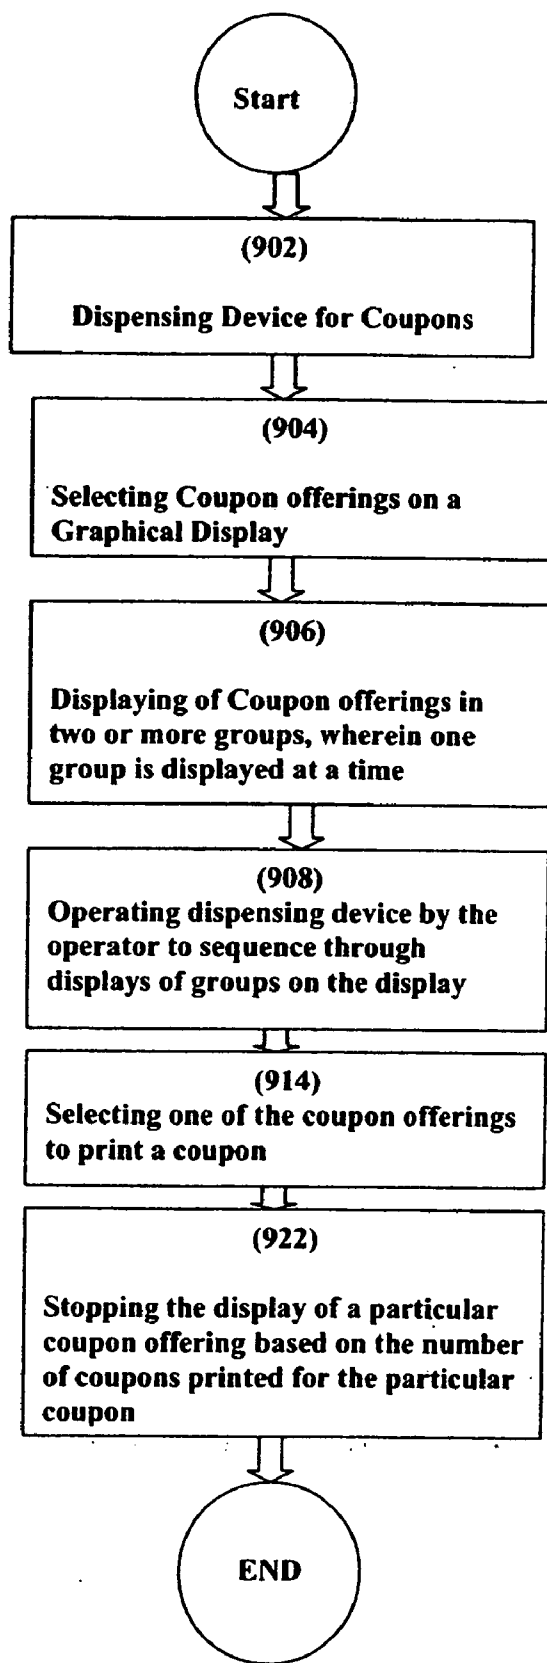 Start
(902)
Dispensing Device for Coupons
(904)
Selecting Coupon offerings on a
Graphical Display
(906)
Displaying of Coupon offerings in
two or more groups, wherein one
group is displayed at a time
(908)
Operating dispensing device by the
operator to sequence through
displays of groups on the display
(914)
Selecting one of the coupon offerings
to print a coupon
(922)
Stopping the display of a particular
coupon offering based on the number
of coupons printed for the particular
coupon
END